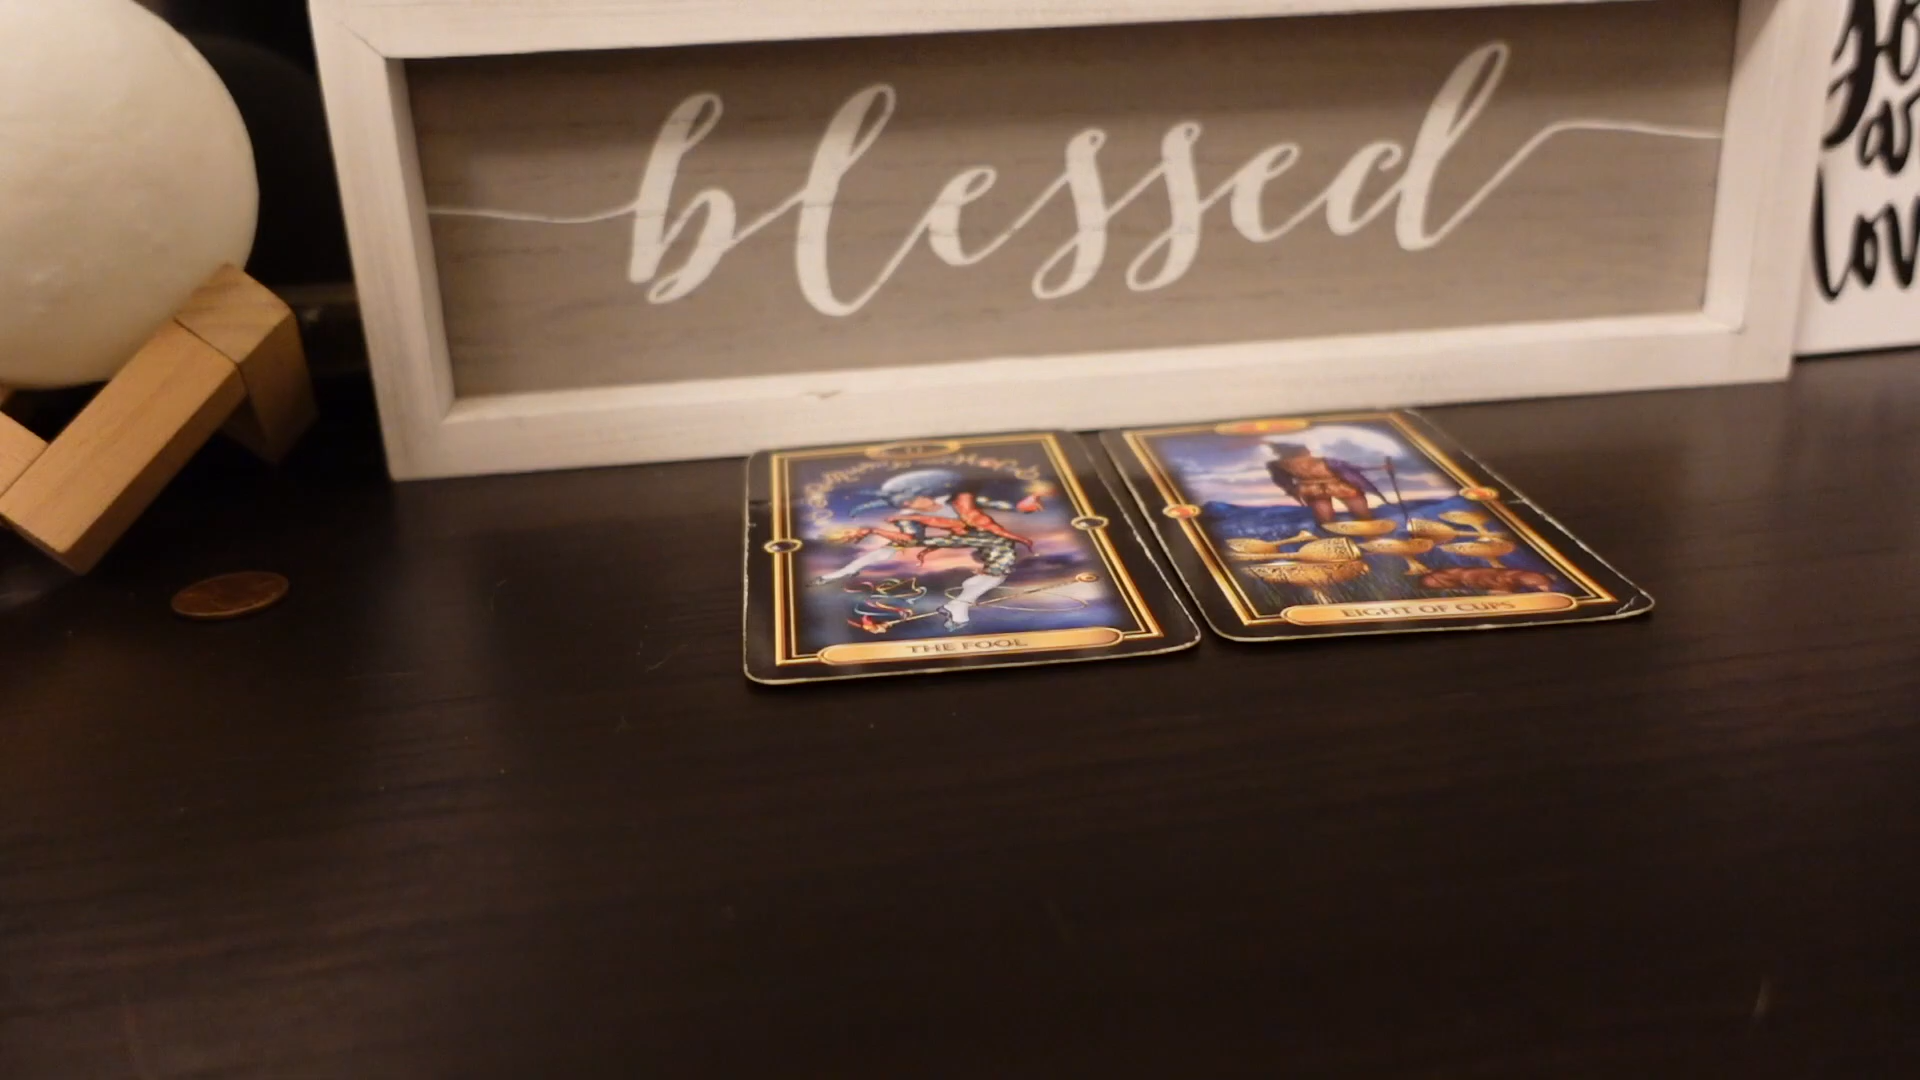 blessed
THE FOOL
EIGHT OF CUPS